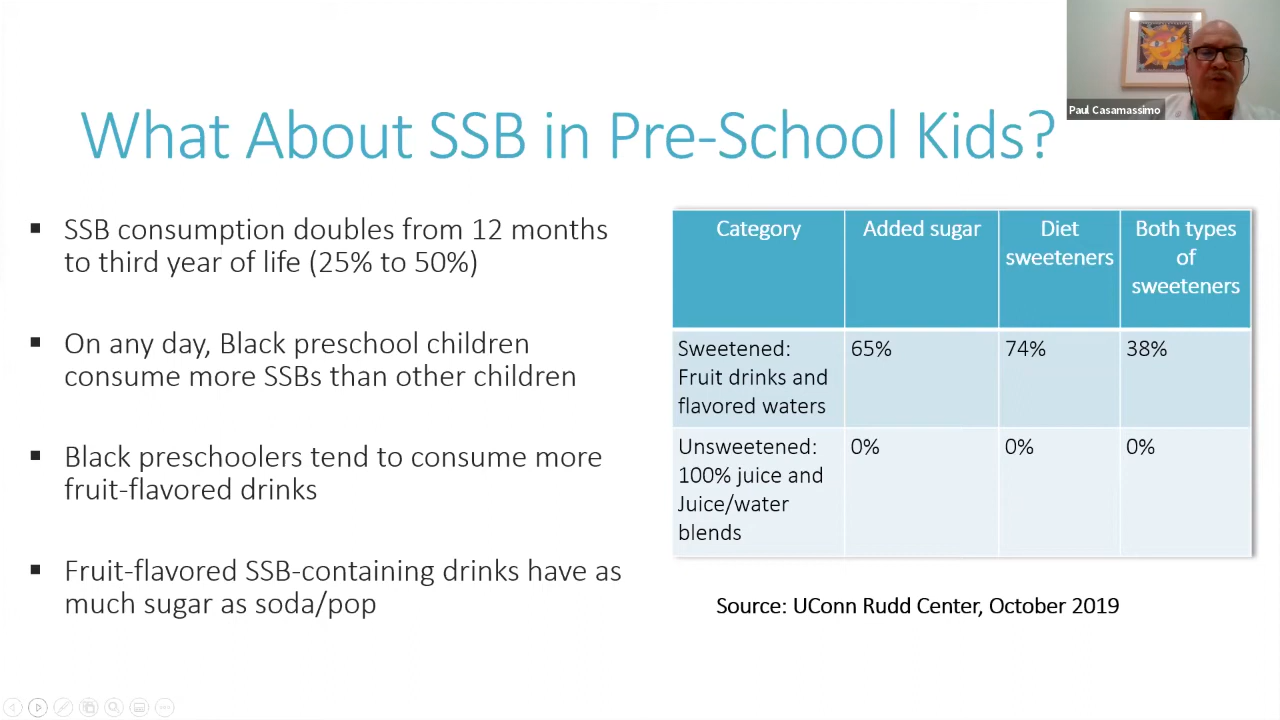 Paul Casamassimo
What About SSB in Pre-School Kids?
▪ SSB consumption doubles from 12 months
to third year of life (25% to 50%)
▪ On any day, Black preschool children
consume more SSBs than other children
▪ Black preschoolers tend to consume more
fruit-flavored drinks
▪ Fruit-flavored SSB-containing drinks have as
much sugar as soda/pop
Category
Added sugar
Diet
sweeteners
Both types
of
sweeteners
Sweetened:
Fruit drinks and
flavored waters
65%
74%
38%
Unsweetened:
100% juice and
Juice/water
blends
0%
0%
0%
Source: UConn Rudd Center, October 2019